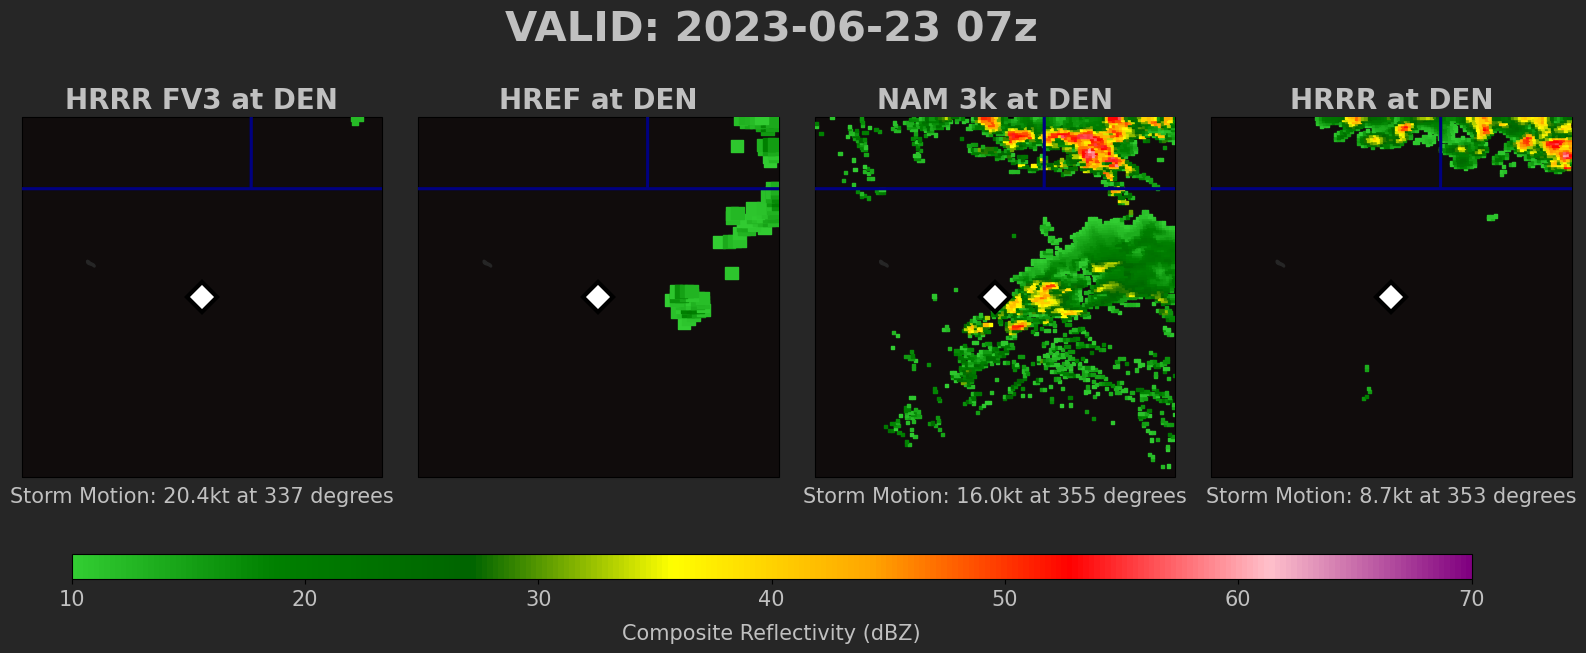 VALID: 2023-06-23 07z
HRRR FV3 at DEN
HREF at DEN
NAM 3k at DEN
HRRR at DEN
Storm Motion: 20.4kt at 337 degrees
Storm Motion: 16.0kt at 355 degrees
Storm Motion: 8.7kt at 353 degrees
10 20 30 40 50 60 70
Composite Reflectivity (dBZ)